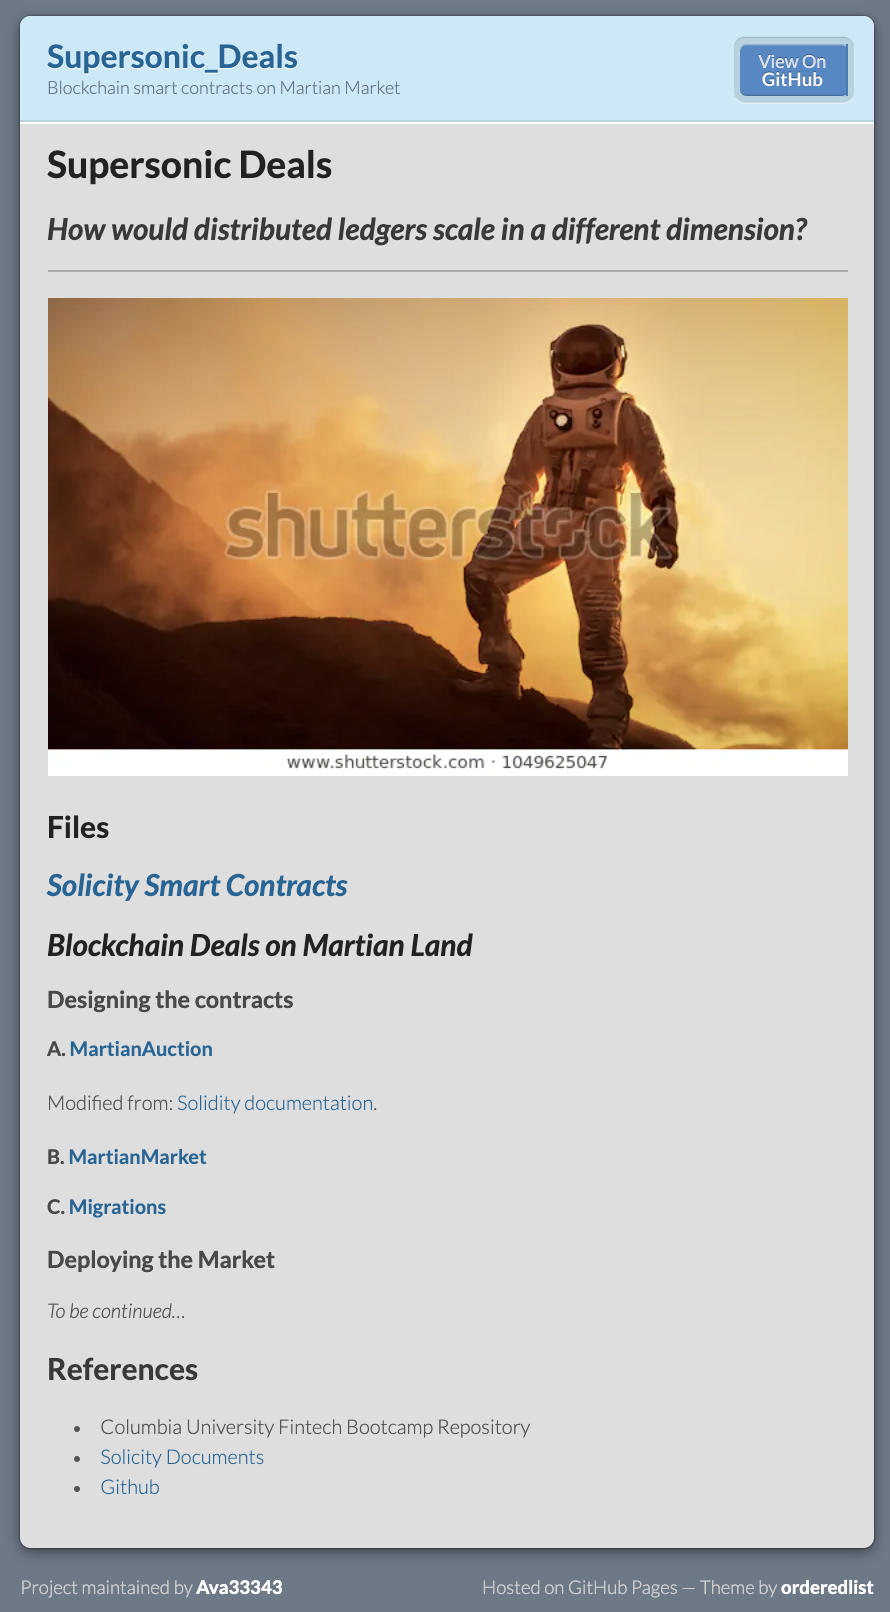 Supersonic_Deals
Blockchain smart contracts on Martian Market
View On
GitHub
Supersonic Deals
How would distributed ledgers scale in a different dimension?
shutterstock
www.shutterstock.com · 1049625047
Files
Solicity Smart Contracts
Blockchain Deals on Martian Land
Designing the contracts
A. MartianAuction
Modified from: Solidity documentation.
B. MartianMarket
C. Migrations
Deploying the Market
To be continued...
References
• Columbia University Fintech Bootcamp Repository
• Solicity Documents
• Github
Project maintained by Ava33343
Hosted on GitHub Pages — Theme by orderedlist